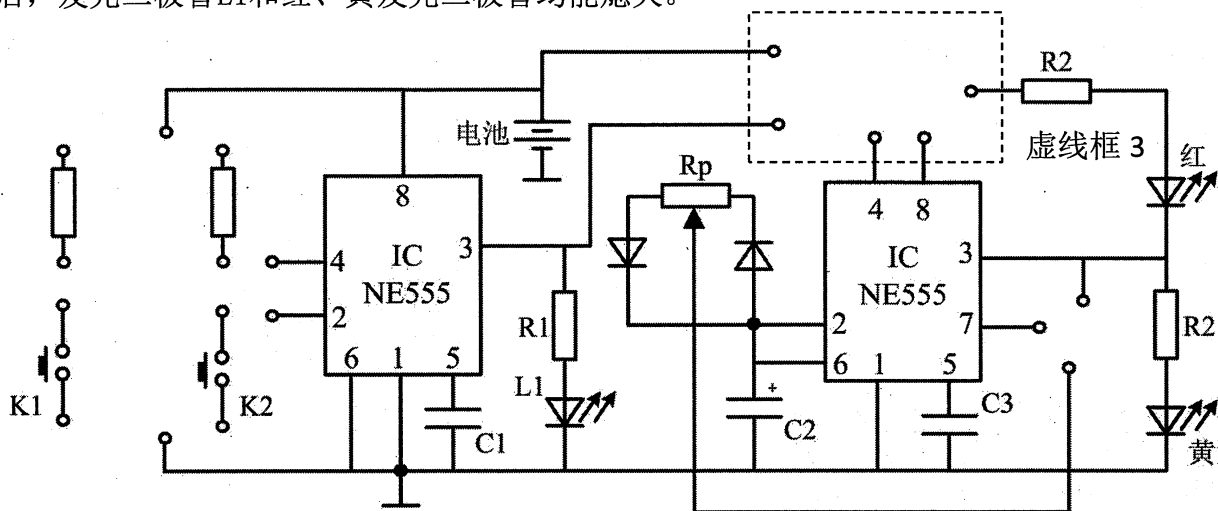 后，发光二极管L1和红、黄发光二极管均能熄灭。
R2
电池
虚线框 3
Rp
红
8
4 8
4
3
IC
NE555
IC
NE555
3
2
R1
2
7
R2
6 1 5
6 1 5
L1
K1
K2
C1
+
C2
C3
黄